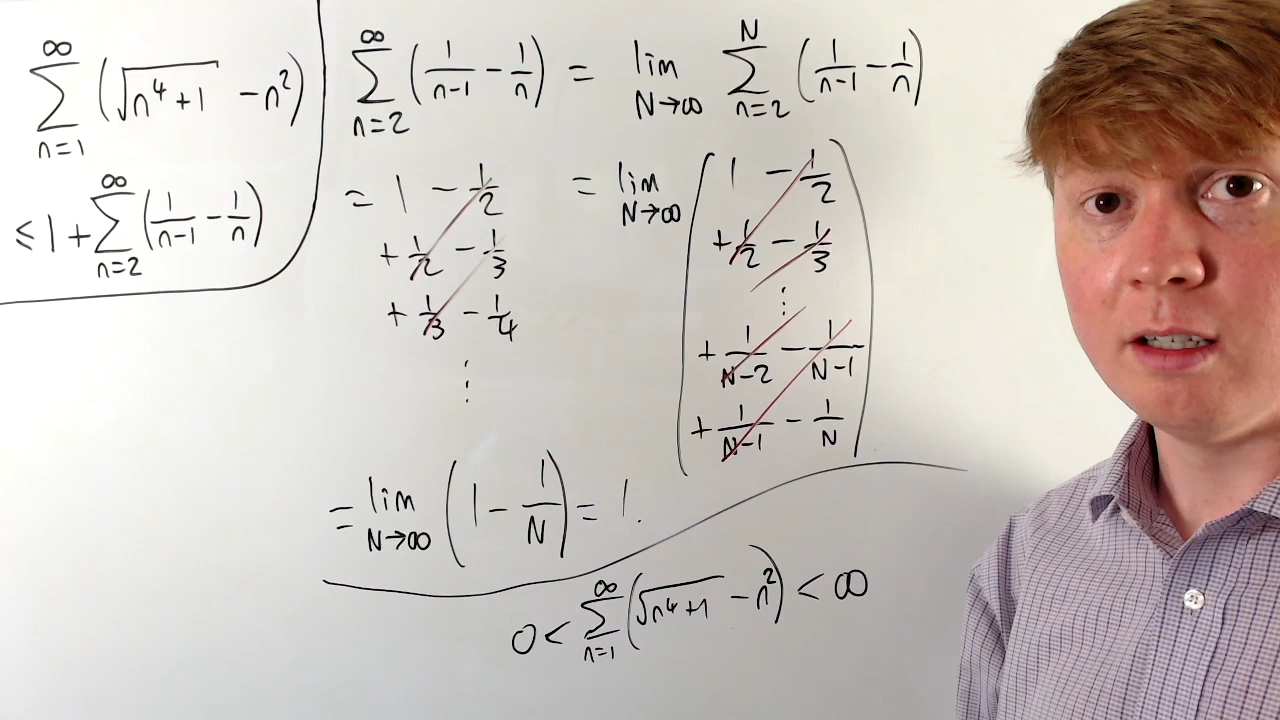 ∑_{n=1}^{∞} (√(n⁴+1) − n²)
≤ 1 + ∑_{n=2}^{∞} (1/(n−1) − 1/n)
∑_{n=2}^{∞} (1/(n−1) − 1/n) = lim_{N→∞} ∑_{n=2}^{N} (1/(n−1) − 1/n)
= 1 − 1/2
+ 1/2 − 1/3
+ 1/3 − 1/4
⋮
= lim_{N→∞} (1 − 1/2
+ 1/2 − 1/3
⋮
+ 1/(N−2) − 1/(N−1)
+ 1/(N−1) − 1/N)
= lim_{N→∞} (1 − 1/N) = 1.
0 < ∑_{n=1}^{∞} (√(n⁴+1) − n²) < ∞